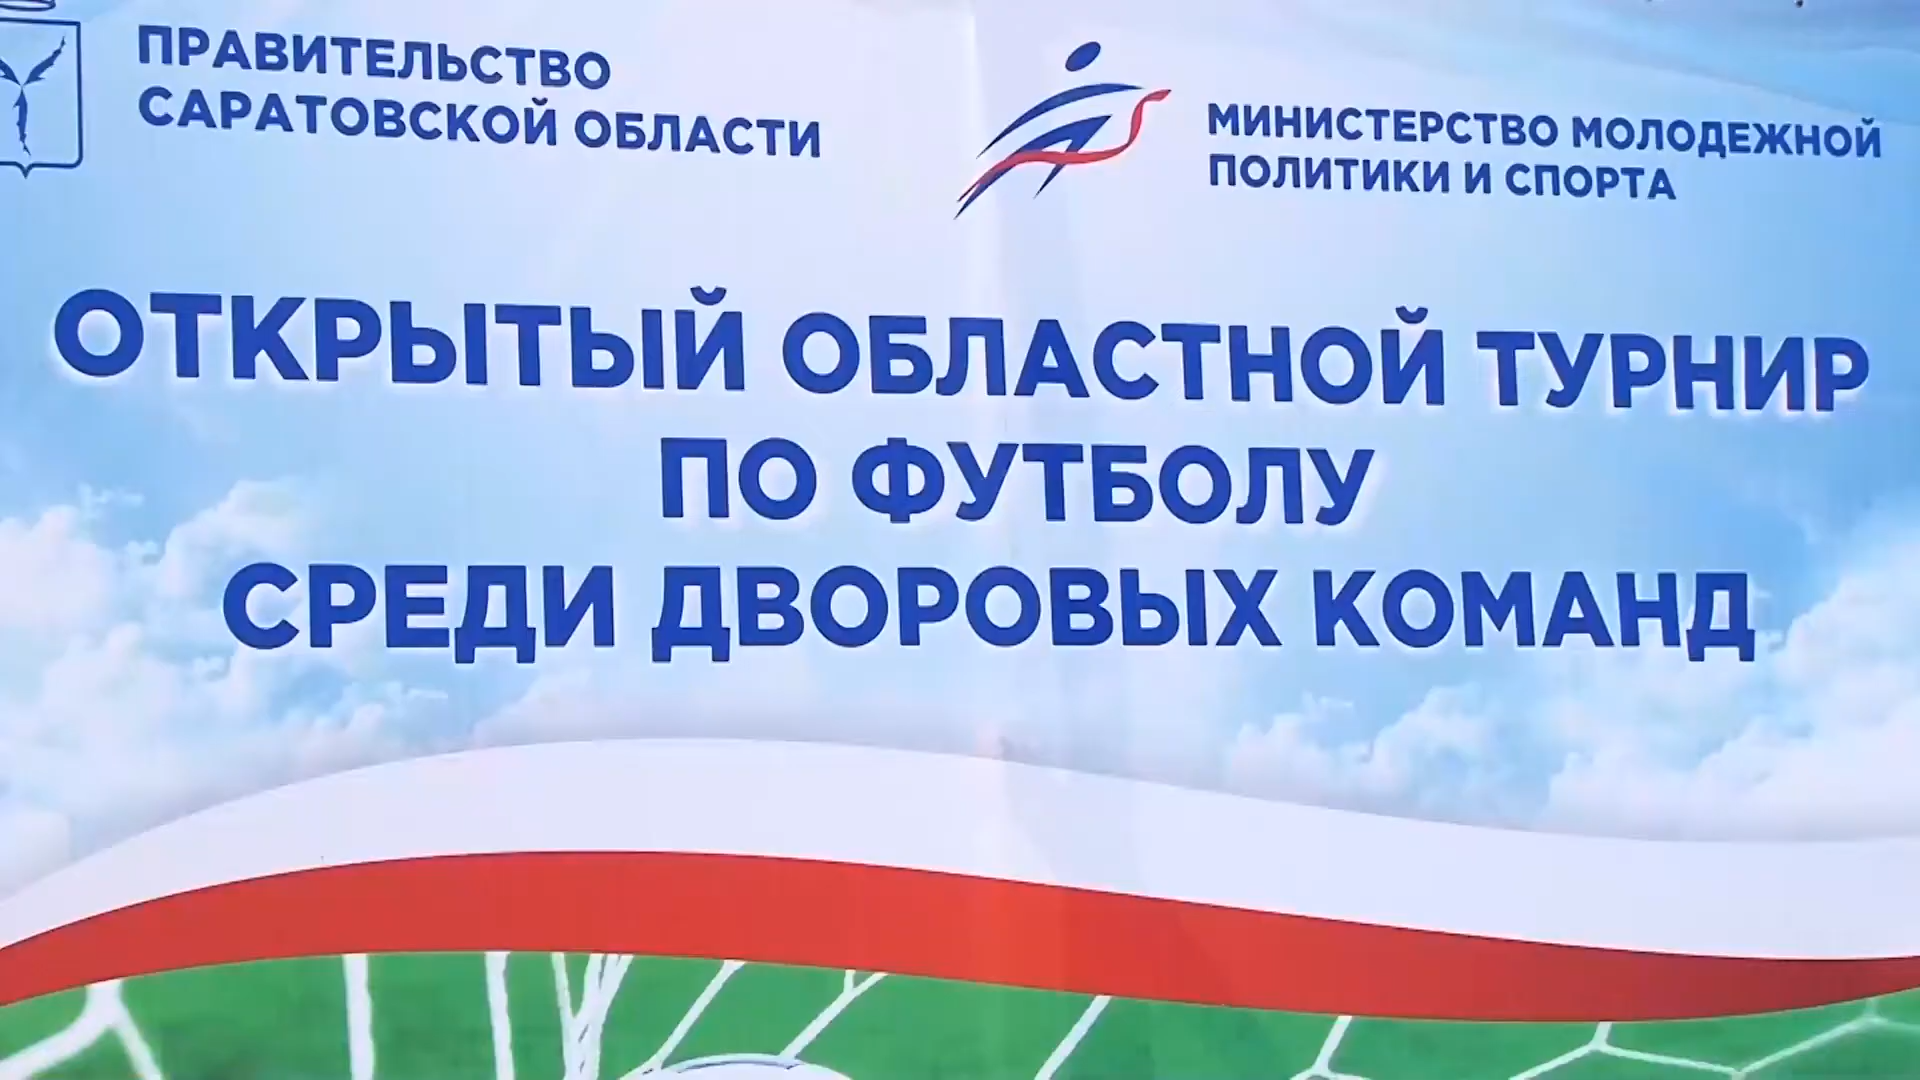 ПРАВИТЕЛЬСТВО
САРАТОВСКОЙ ОБЛАСТИ
МИНИСТЕРСТВО МОЛОДЕЖНОЙ
ПОЛИТИКИ И СПОРТА
ОТКРЫТЫЙ ОБЛАСТНОЙ ТУРНИР
ПО ФУТБОЛУ
СРЕДИ ДВОРОВЫХ КОМАНД